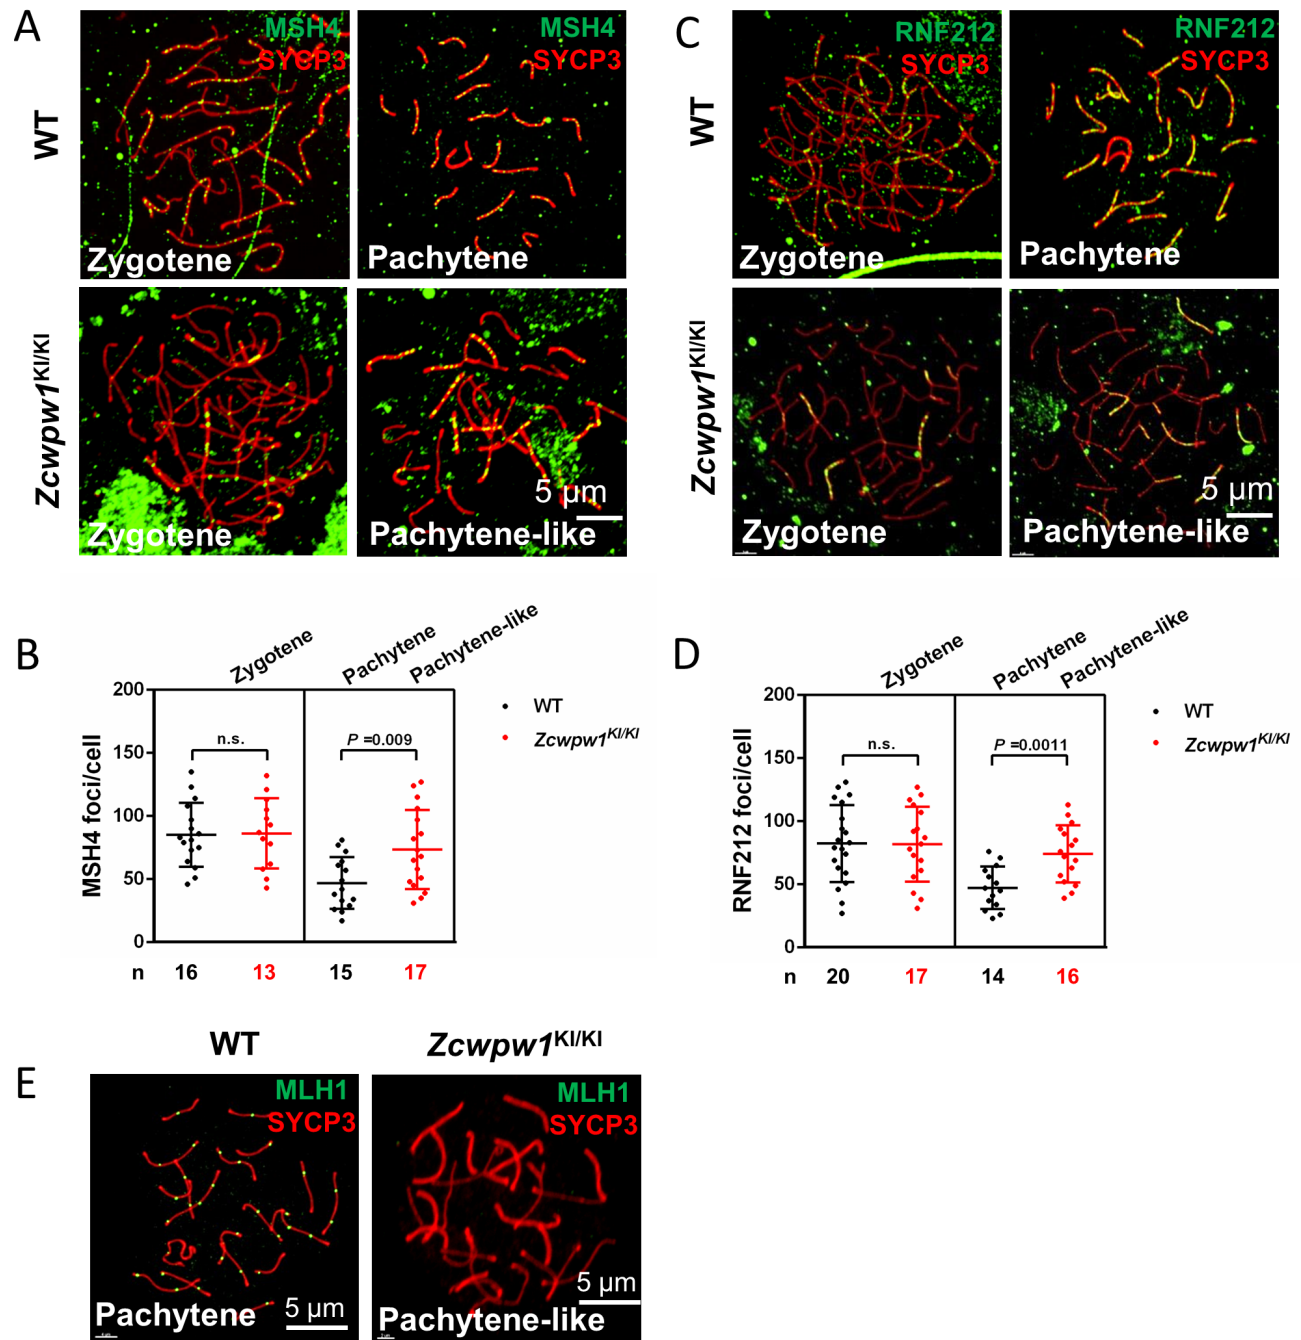 A
MSH4
SYCP3
MSH4
SYCP3
C
RNF212
SYCP3
RNF212
SYCP3
WT
Zygotene
Pachytene
WT
Zygotene
Pachytene
Zcwpw1KI/KI
Zygotene
5 µm
Pachytene-like
Zcwpw1KI/KI
Zygotene
5 µm
Pachytene-like
B
Zygotene
Pachytene
Pachytene-like
MSH4 foci/cell
200
150
100
50
0
n.s.
P =0.009
WT
Zcwpw1KI/KI
n 16 13 15 17
D
Zygotene
Pachytene
Pachytene-like
RNF212 foci/cell
200
150
100
50
0
n.s.
P =0.0011
WT
Zcwpw1KI/KI
n 20 17 14 16
E
WT
Zcwpw1KI/KI
MLH1
SYCP3
Pachytene
5 µm
MLH1
SYCP3
5 µm
Pachytene-like